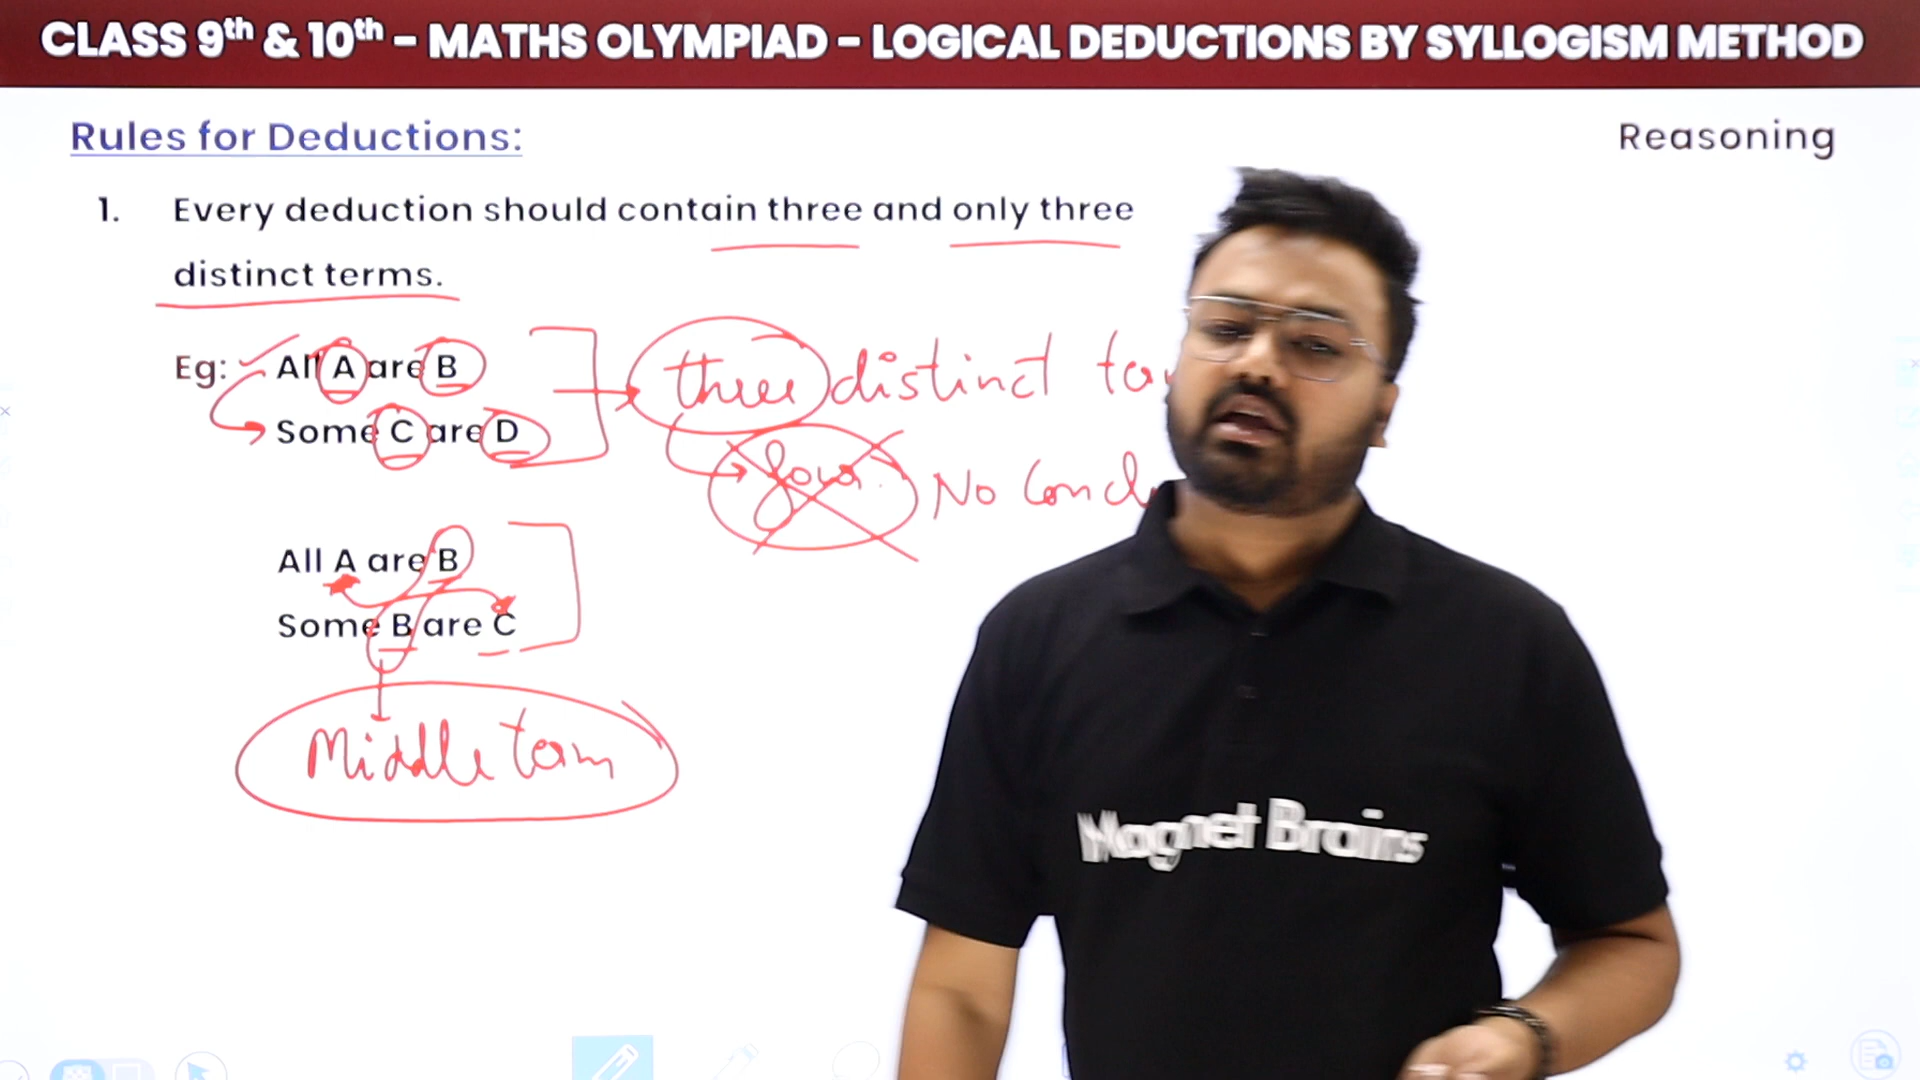 CLASS 9th & 10th - MATHS OLYMPIAD - LOGICAL DEDUCTIONS BY SYLLOGISM METHOD
Rules for Deductions:
Reasoning
1. Every deduction should contain three and only three
distinct terms.
Eg: All A are B
three distinct
Some C are D
four No
All A are B
Some B are C
Middle term
Magnet Brains